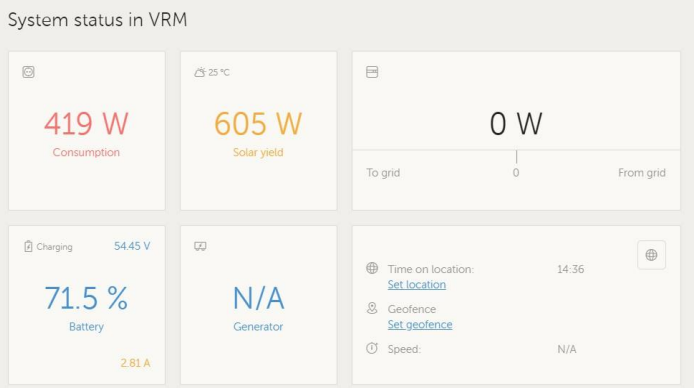 System status in VRM
25 °C
419 W
Consumption
605 W
Solar yield
0 W
To grid
0
From grid
Charging
54.45 V
71.5 %
Battery
2.81 A
N/A
Generator
Time on location:
14:36
Set location
Geofence
Set geofence
Speed:
N/A